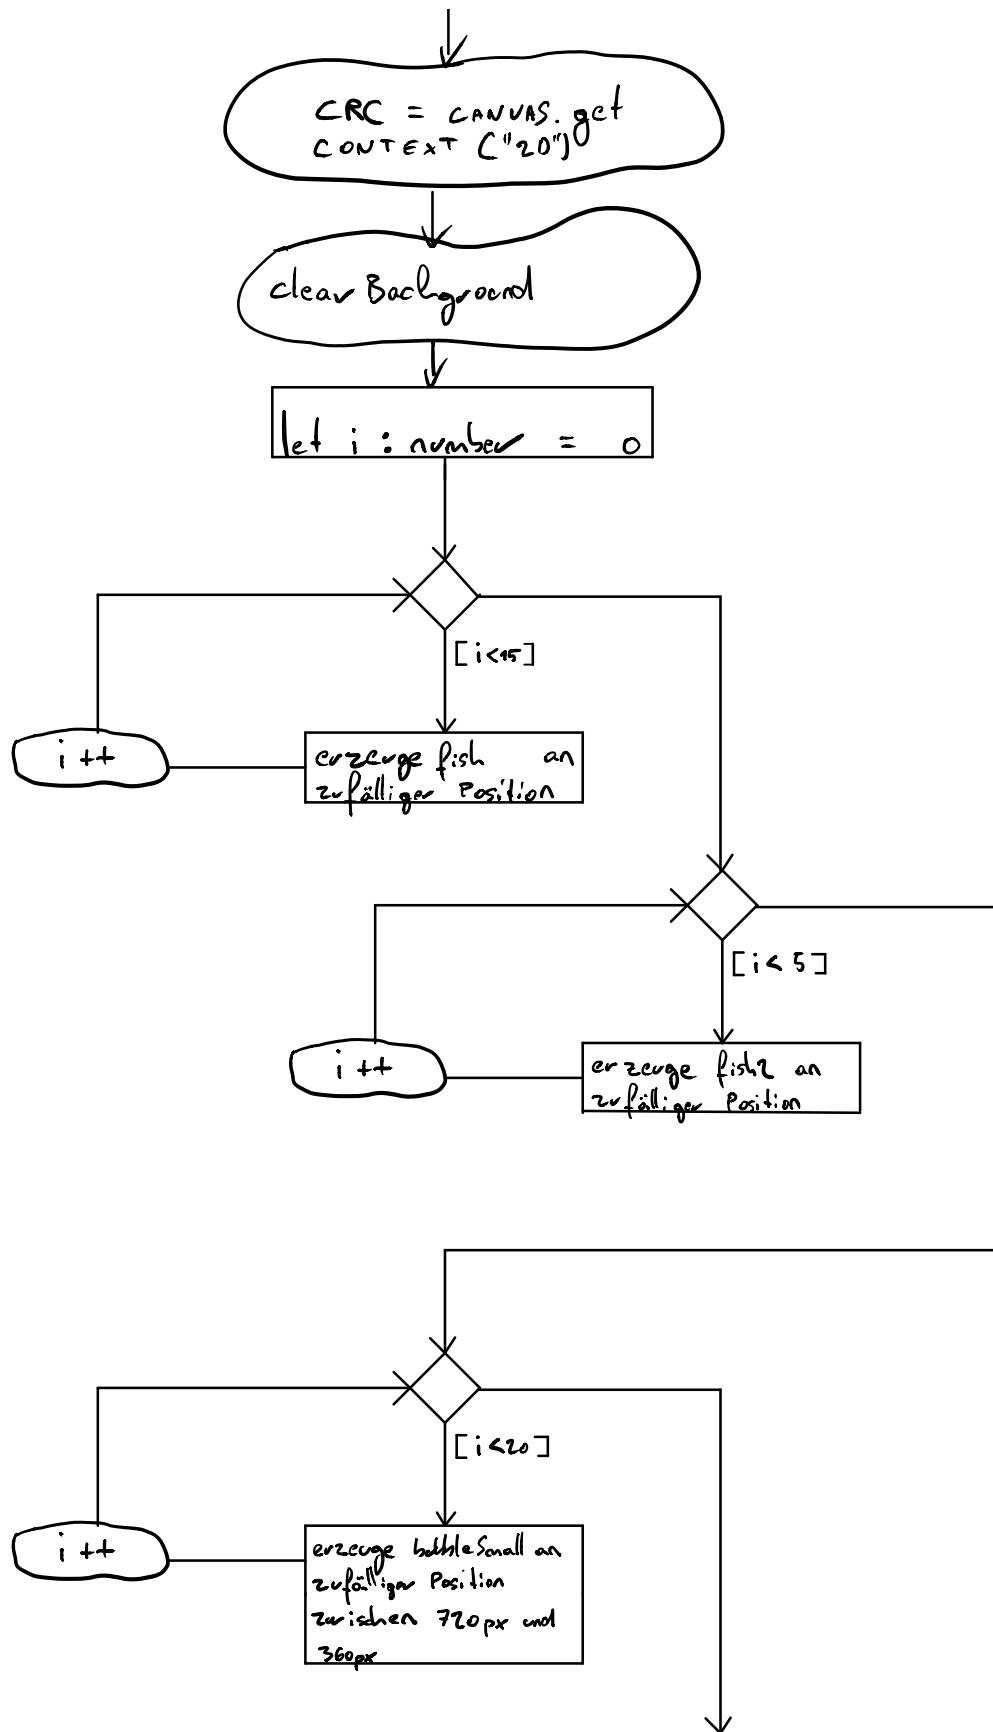 CRC = CANVAS.get
CONTEXT ("2D")
clear Background
let i : number = 0
[i<15]
i ++
erzeuge fish an
zufälliger Position
[i< 5]
i ++
erzeuge fish2 an
zufälliger Position
[i<20]
i ++
erzeuge bubbleSmall an
zufälliger Position
zwischen 720px und
360px